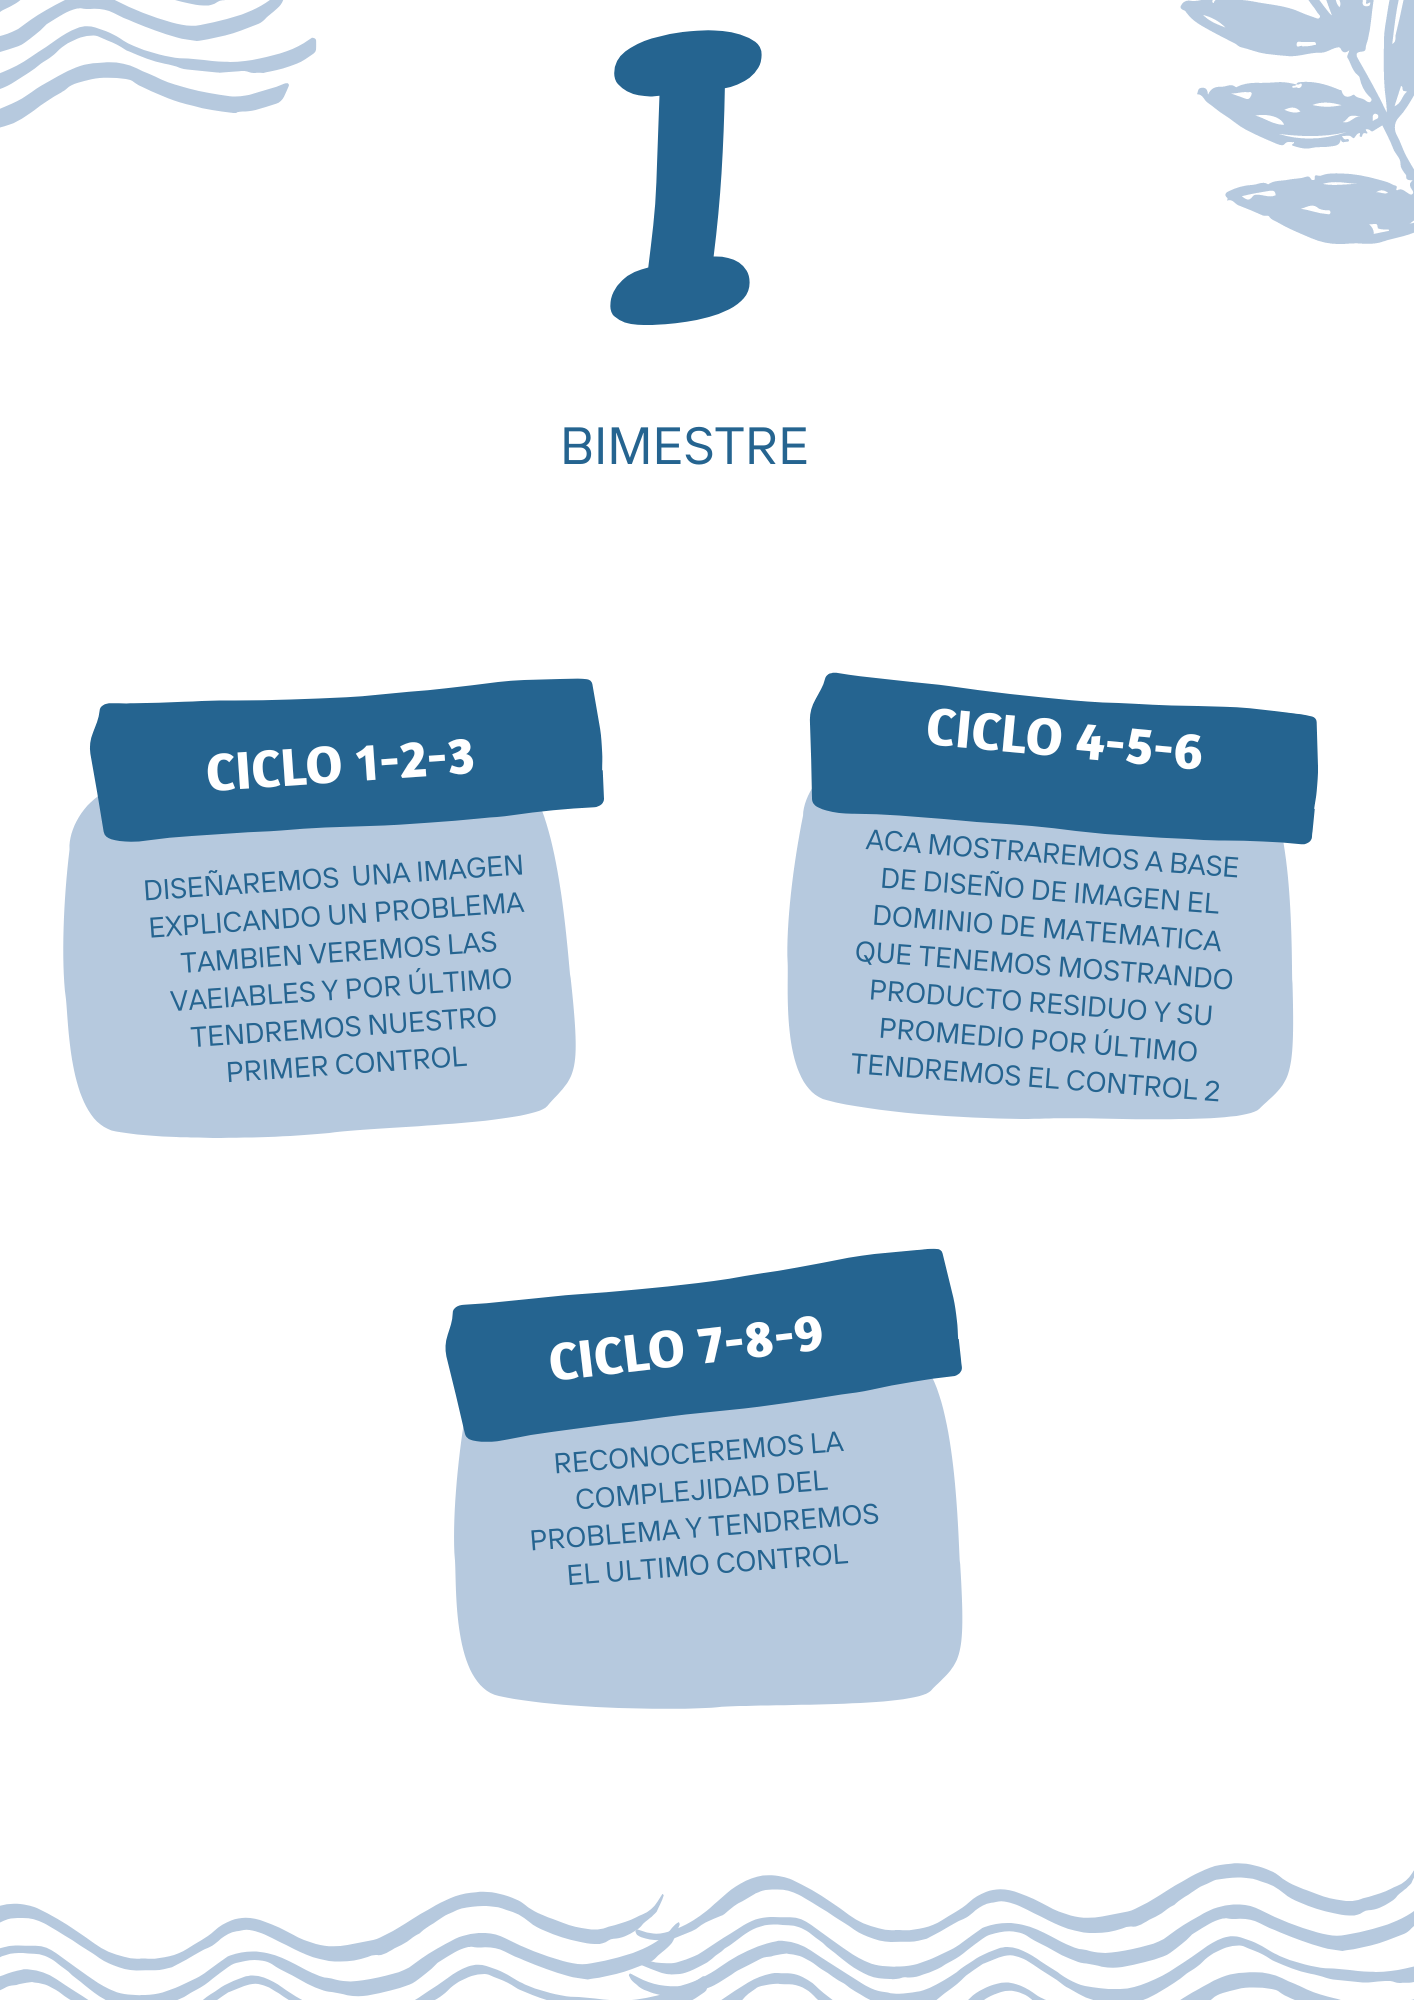 I
BIMESTRE
CICLO 1-2-3
DISEÑAREMOS UNA IMAGEN
EXPLICANDO UN PROBLEMA
TAMBIEN VEREMOS LAS
VAEIABLES Y POR ÚLTIMO
TENDREMOS NUESTRO
PRIMER CONTROL
CICLO 4-5-6
ACA MOSTRAREMOS A BASE
DE DISEÑO DE IMAGEN EL
DOMINIO DE MATEMATICA
QUE TENEMOS MOSTRANDO
PRODUCTO RESIDUO Y SU
PROMEDIO POR ÚLTIMO
TENDREMOS EL CONTROL 2
CICLO 7-8-9
RECONOCEREMOS LA
COMPLEJIDAD DEL
PROBLEMA Y TENDREMOS
EL ULTIMO CONTROL